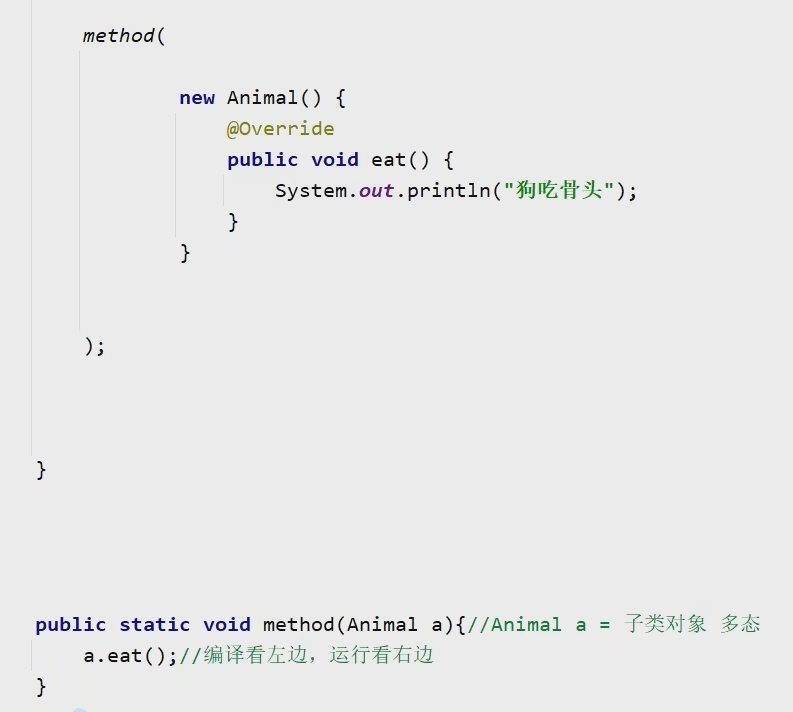 method(
new Animal() {
@Override
public void eat() {
System.out.println("狗吃骨头");
}
}
);
}
public static void method(Animal a){//Animal a = 子类对象 多态
a.eat();//编译看左边，运行看右边
}